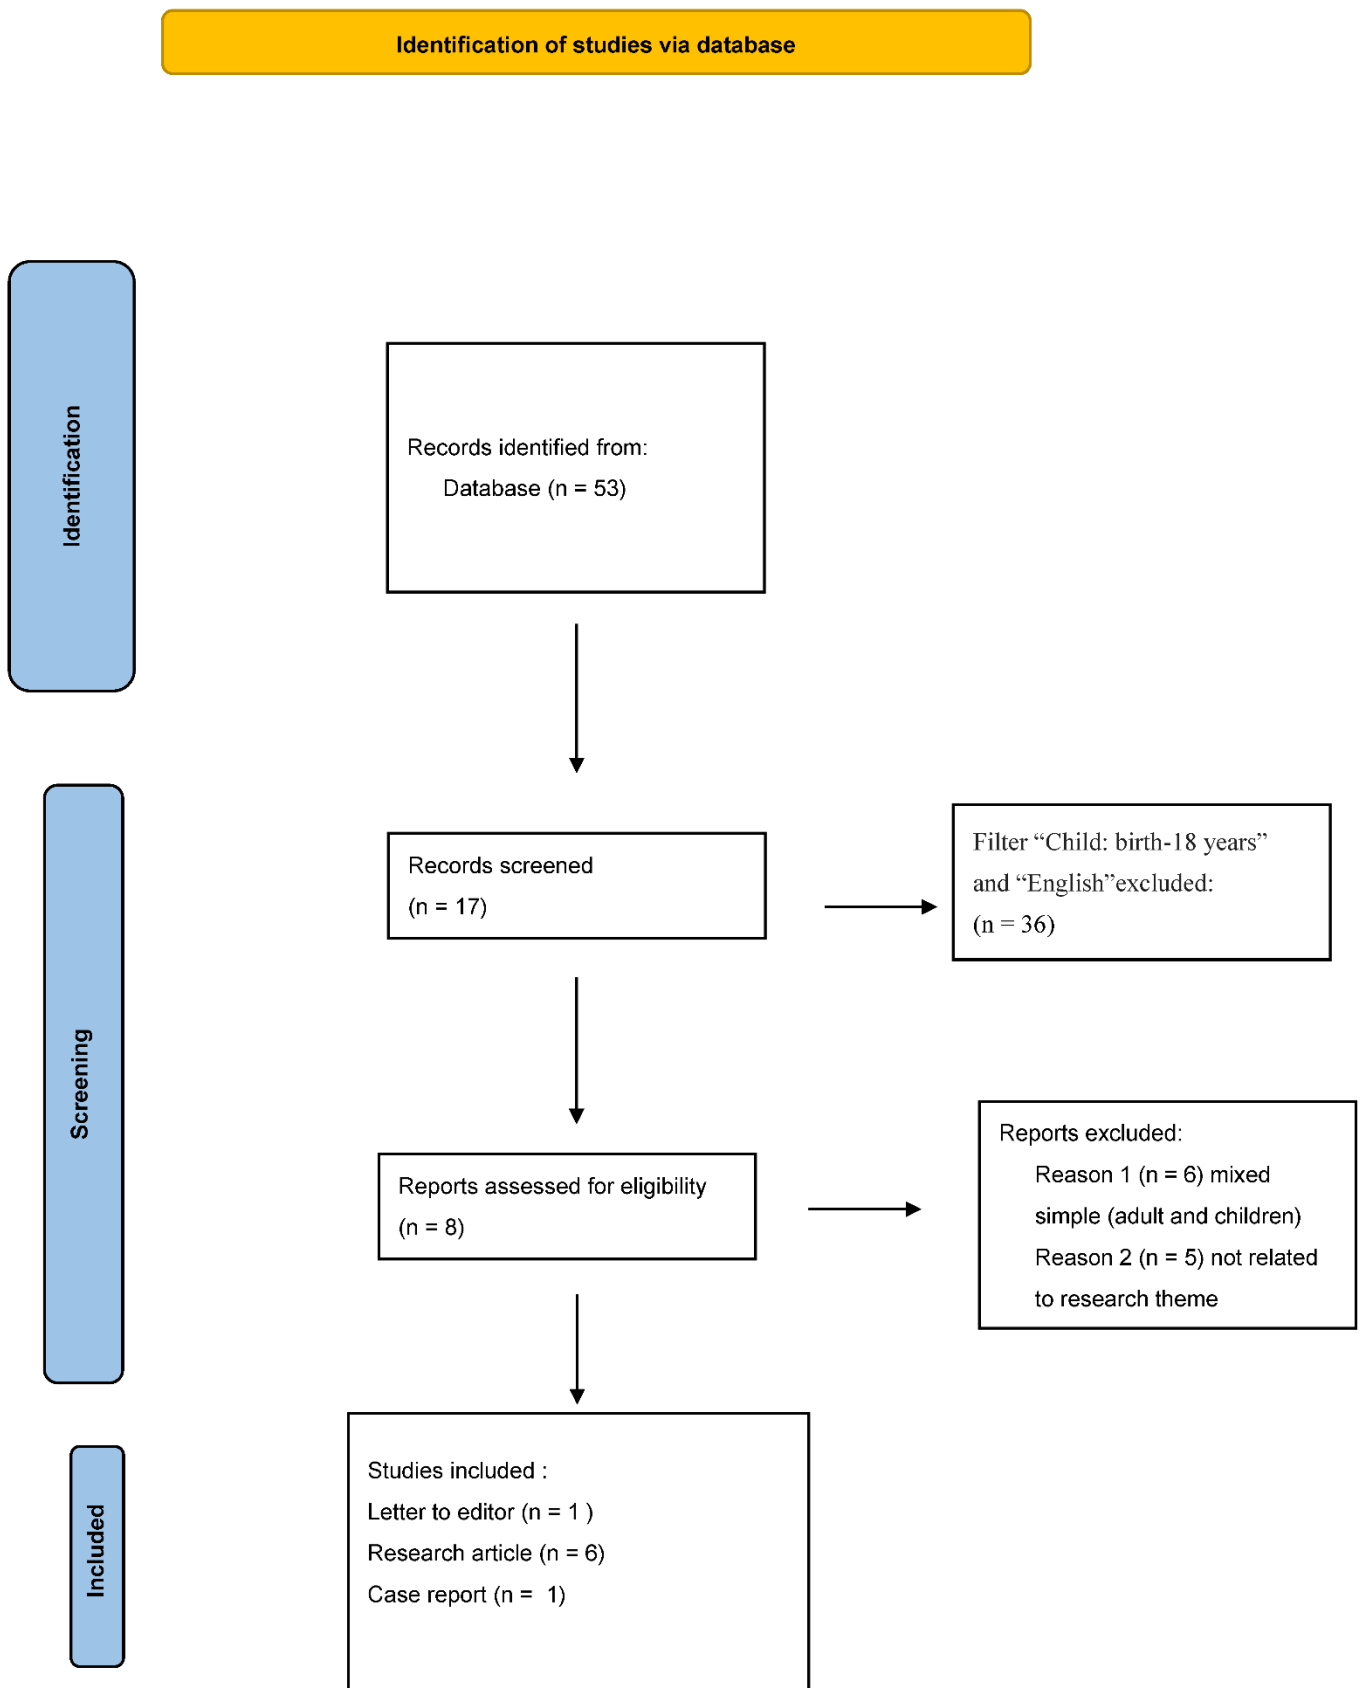 Identification of studies via database
Identification
Records identified from:
Database (n = 53)
Screening
Records screened
(n = 17)
Filter “Child: birth-18 years”
and “English”excluded:
(n = 36)
Reports assessed for eligibility
(n = 8)
Reports excluded:
Reason 1 (n = 6) mixed
simple (adult and children)
Reason 2 (n = 5) not related
to research theme
Included
Studies included :
Letter to editor (n = 1 )
Research article (n = 6)
Case report (n =  1)